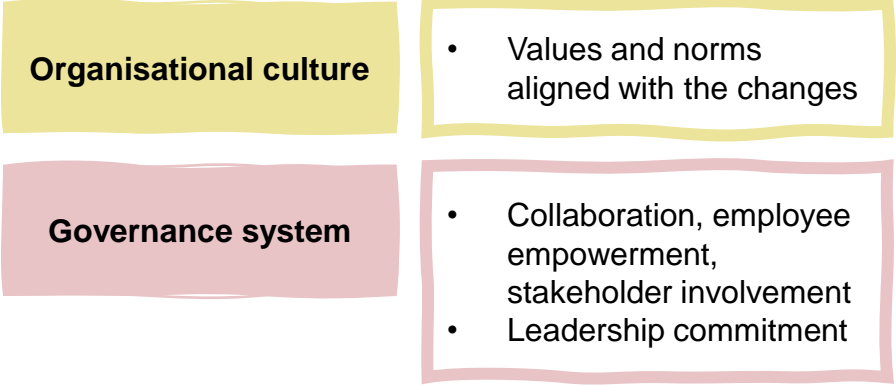 Organisational culture
• Values and norms
aligned with the changes
Governance system
• Collaboration, employee
empowerment,
stakeholder involvement
• Leadership commitment